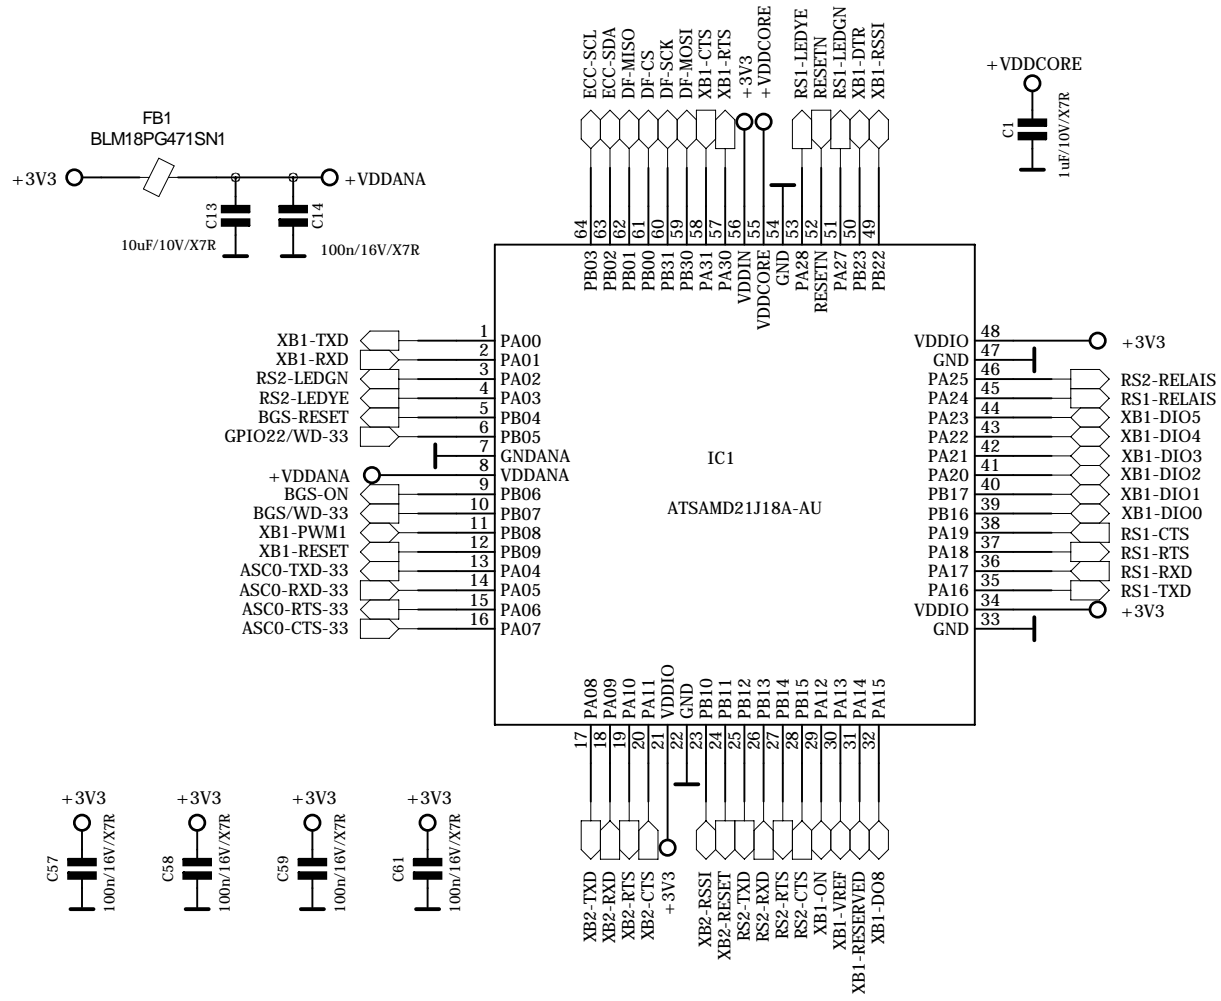 FB1
BLM18PG471SN1
+3V3
+VDDANA
C13
10uF/10V/X7R
C14
100n/16V/X7R
ECC-SCL
ECC-SDA
DF-MISO
DF-CS
DF-SCK
DF-MOSI
XB1-CTS
XB1-RTS
+3V3
+VDDCORE
RS1-LEDYE
RESETN
RS1-LEDGN
XB1-DTR
XB1-RSSI
+VDDCORE
C1
1uF/10V/X7R
64
63
62
61
60
59
58
57
56
55
54
53
52
51
50
49
PB03
PB02
PB01
PB00
PB31
PB30
PA31
PA30
VDDIN
VDDCORE
GND
PA28
RESETN
PA27
PB23
PB22
XB1-TXD 1 PA00
XB1-RXD 2 PA01
RS2-LEDGN 3 PA02
RS2-LEDYE 4 PA03
BGS-RESET 5 PB04
GPIO22/WD-33 6 PB05
7 GNDANA
+VDDANA 8 VDDANA
BGS-ON 9 PB06
BGS/WD-33 10 PB07
XB1-PWM1 11 PB08
XB1-RESET 12 PB09
ASC0-TXD-33 13 PA04
ASC0-RXD-33 14 PA05
ASC0-RTS-33 15 PA06
ASC0-CTS-33 16 PA07
IC1
ATSAMD21J18A-AU
VDDIO 48 +3V3
GND 47
PA25 46 RS2-RELAIS
PA24 45 RS1-RELAIS
PA23 44 XB1-DIO5
PA22 43 XB1-DIO4
PA21 42 XB1-DIO3
PA20 41 XB1-DIO2
PB17 40 XB1-DIO1
PB16 39 XB1-DIO0
PA19 38 RS1-CTS
PA18 37 RS1-RTS
PA17 36 RS1-RXD
PA16 35 RS1-TXD
VDDIO 34 +3V3
GND 33
PA08
PA09
PA10
PA11
VDDIO
GND
PB10
PB11
PB12
PB13
PB14
PB15
PA12
PA13
PA14
PA15
17
18
19
20
21
22
23
24
25
26
27
28
29
30
31
32
XB2-TXD
XB2-RXD
XB2-RTS
XB2-CTS
+3V3
XB2-RSSI
XB2-RESET
RS2-TXD
RS2-RXD
RS2-RTS
RS2-CTS
XB1-ON
XB1-VREF
XB1-RESERVED
XB1-DO8
+3V3
C57
100n/16V/X7R
+3V3
C58
100n/16V/X7R
+3V3
C59
100n/16V/X7R
+3V3
C61
100n/16V/X7R